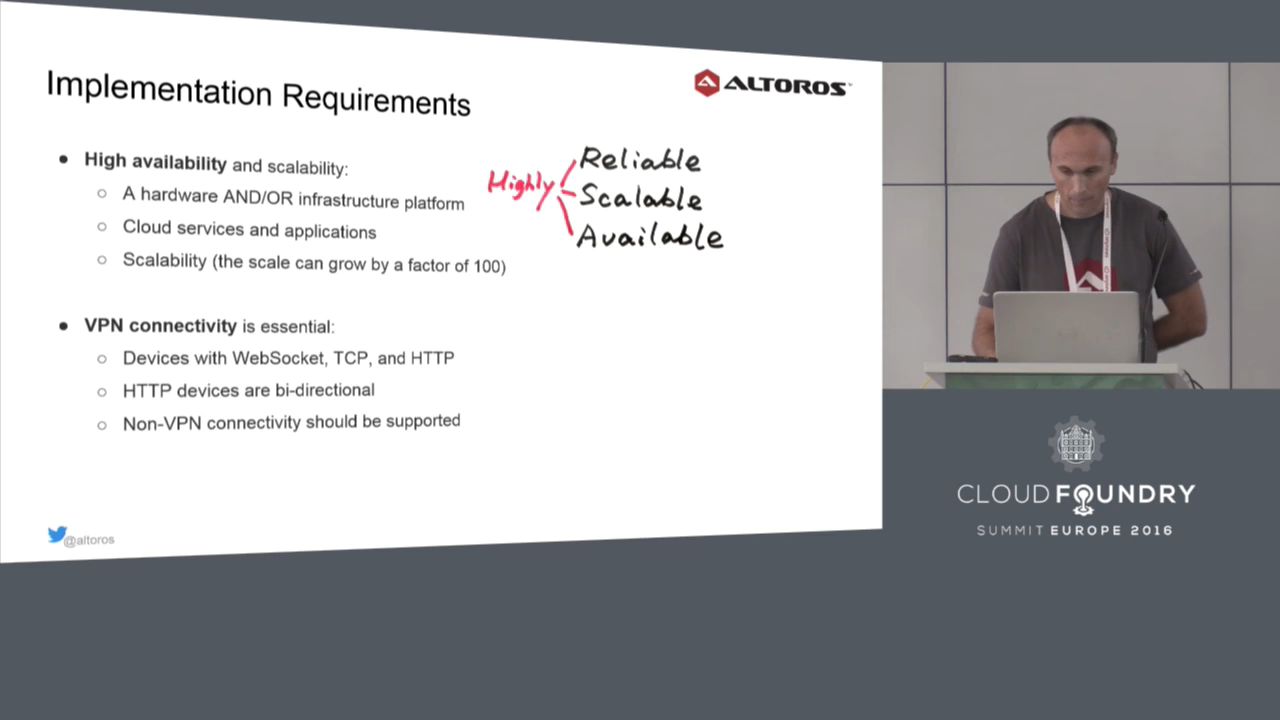 Implementation Requirements
ALTOROS
High availability and scalability:
A hardware AND/OR infrastructure platform
Cloud services and applications
Scalability (the scale can grow by a factor of 100)
Highly
Reliable
Scalable
Available
VPN connectivity is essential:
Devices with WebSocket, TCP, and HTTP
HTTP devices are bi-directional
Non-VPN connectivity should be supported
@altoros
CLOUD FOUNDRY
SUMMIT EUROPE 2016